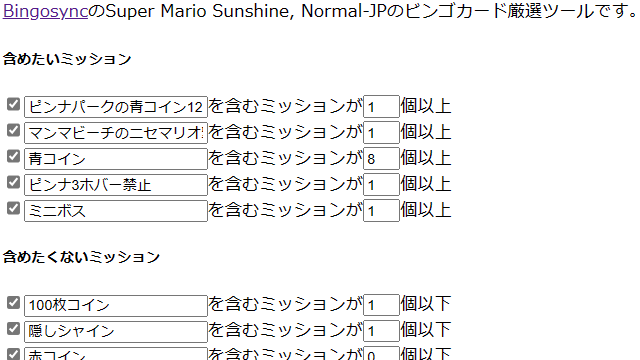 BingosyncのSuper Mario Sunshine, Normal-JPのビンゴカード厳選ツールです。
含めたいミッション
ピンナパークの青コイン12を含むミッションが1個以上
マンマビーチのニセマリオを含むミッションが1個以上
青コインを含むミッションが8個以上
ピンナ3ホバー禁止を含むミッションが1個以上
ミニボスを含むミッションが1個以上
含めたくないミッション
100枚コインを含むミッションが1個以下
隠しシャインを含むミッションが1個以下
赤コインを含むミッションが0個以下